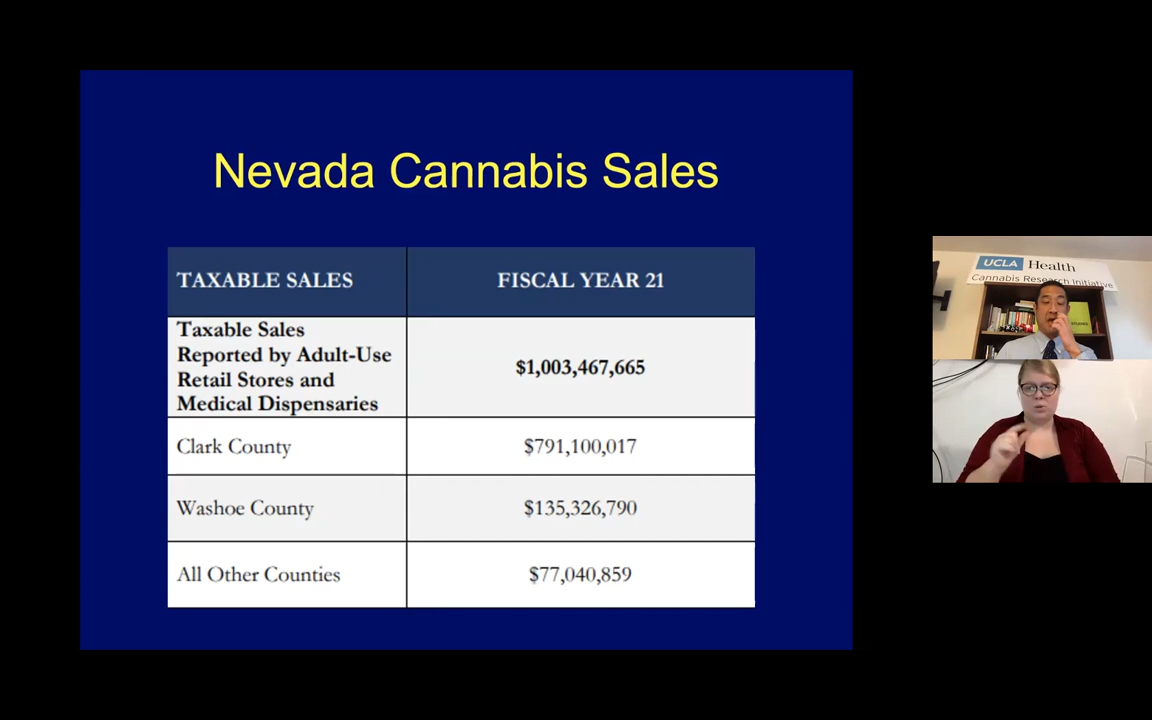 Nevada Cannabis Sales
TAXABLE SALES
FISCAL YEAR 21
Taxable Sales
Reported by Adult-Use
Retail Stores and
Medical Dispensaries
$1,003,467,665
Clark County
$791,100,017
Washoe County
$135,326,790
All Other Counties
$77,040,859
UCLA Health
Cannabis Research Initiative